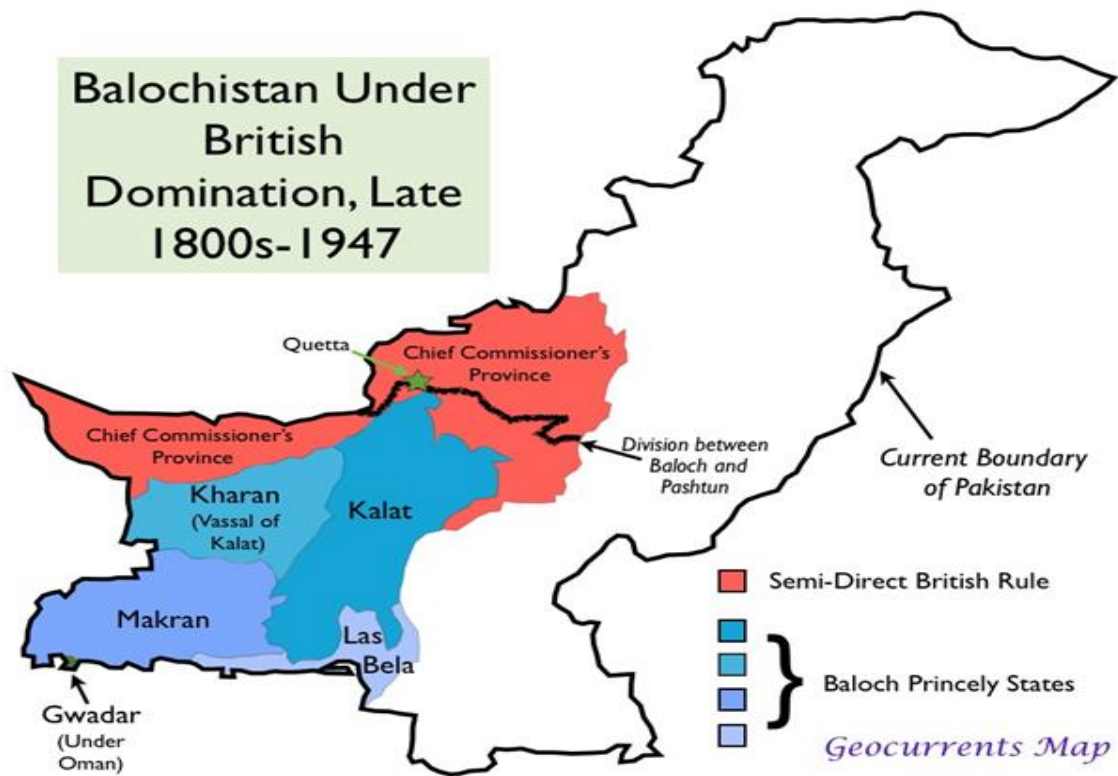 Balochistan Under
British
Domination, Late
1800s-1947
Quetta
Chief Commissioner's
Province
Chief Commissioner's
Province
Division between
Baloch and
Pashtun
Current Boundary
of Pakistan
Kharan
(Vassal of
Kalat)
Kalat
Makran
Las
Bela
Gwadar
(Under
Oman)
Semi-Direct British Rule
Baloch Princely States
Geocurrents Map